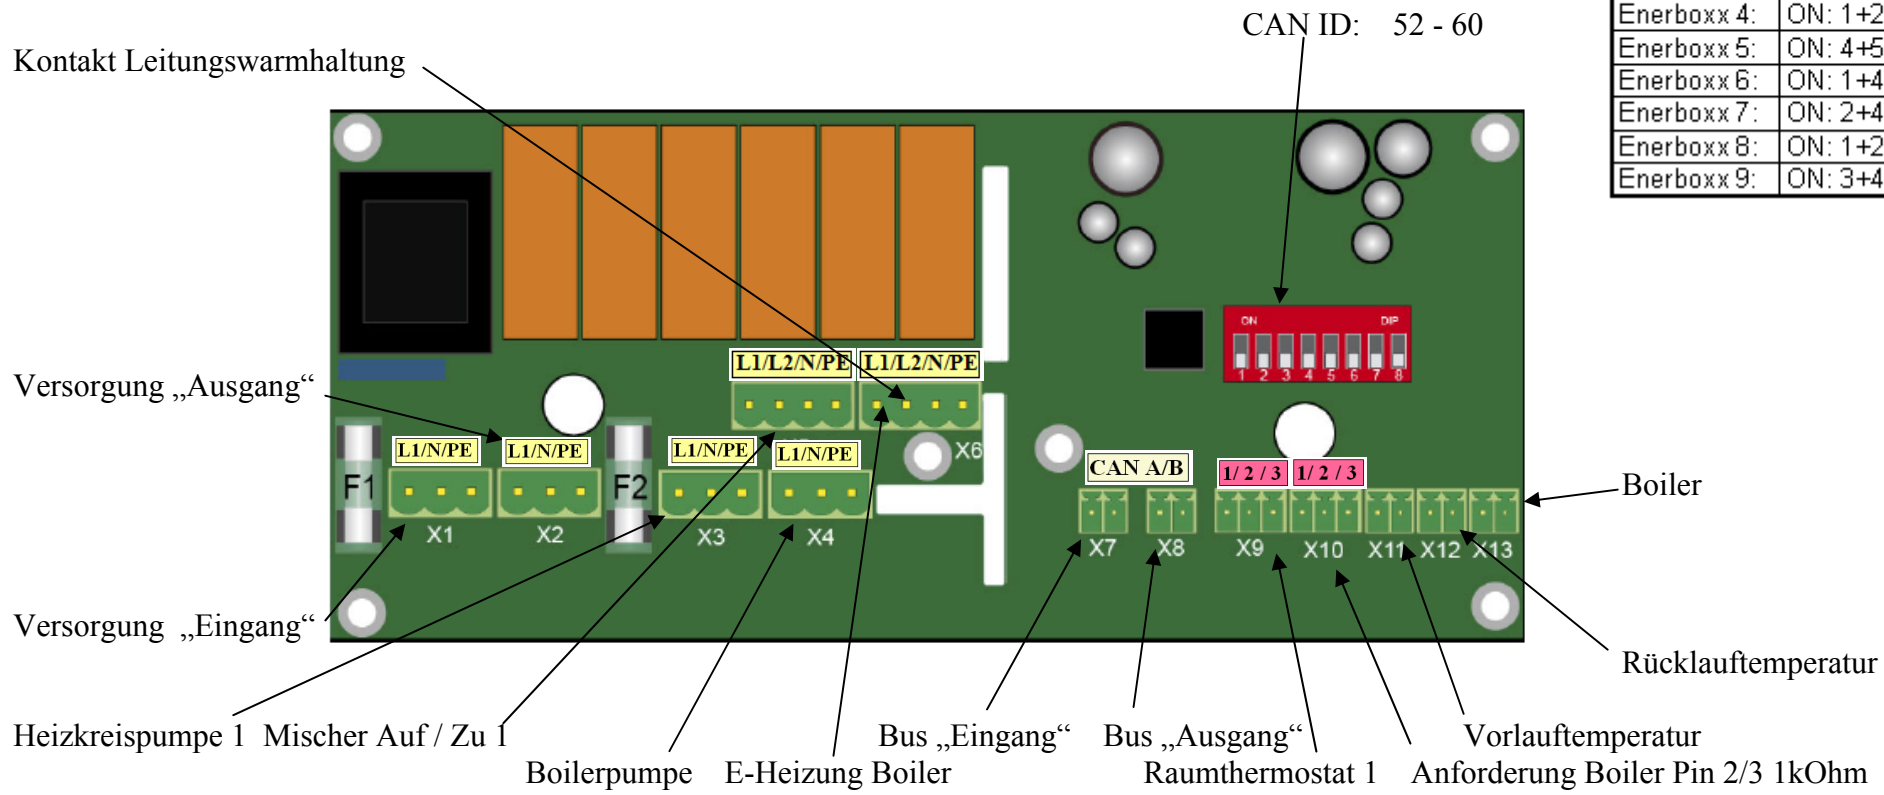 CAN ID: 52 - 60
Enerboxx 4: ON: 1+2
Enerboxx 5: ON: 4+5
Enerboxx 6: ON: 1+4
Enerboxx 7: ON: 2+4
Enerboxx 8: ON: 1+2
Enerboxx 9: ON: 3+4
Kontakt Leitungswarmhaltung
ON DIP
1 2 3 4 5 6 7 8
L1/L2/N/PE L1/L2/N/PE
Versorgung „Ausgang“
X6
L1/N/PE L1/N/PE L1/N/PE L1/N/PE
CAN A/B 1/ 2 / 3 1/ 2 / 3
F1 F2
Boiler
X1 X2 X3 X4 X7 X8 X9 X10 X11 X12 X13
Versorgung „Eingang“
Rücklauftemperatur
Heizkreispumpe 1 Mischer Auf / Zu 1 Bus „Eingang“ Bus „Ausgang“ Vorlauftemperatur
Boilerpumpe E-Heizung Boiler Raumthermostat 1 Anforderung Boiler Pin 2/3 1kOhm